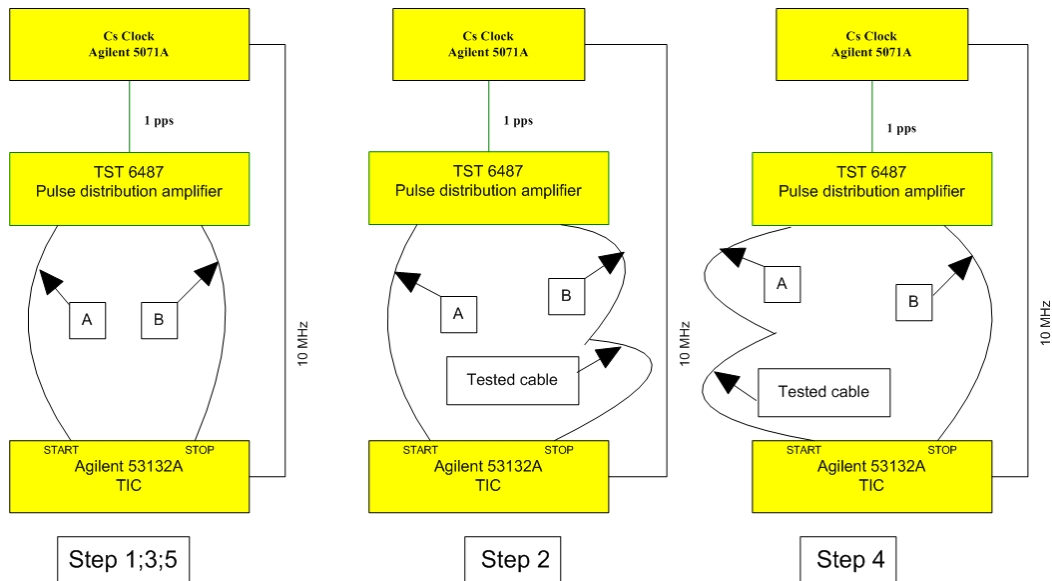 Cs Clock
Agilent 5071A
1 pps
TST 6487
Pulse distribution amplifier
A
B
10 MHz
START
STOP
Agilent 53132A
TIC
Step 1;3;5
Cs Clock
Agilent 5071A
1 pps
TST 6487
Pulse distribution amplifier
A
B
Tested cable
10 MHz
START
STOP
Agilent 53132A
TIC
Step 2
Cs Clock
Agilent 5071A
1 pps
TST 6487
Pulse distribution amplifier
A
B
Tested cable
10 MHz
START
STOP
Agilent 53132A
TIC
Step 4